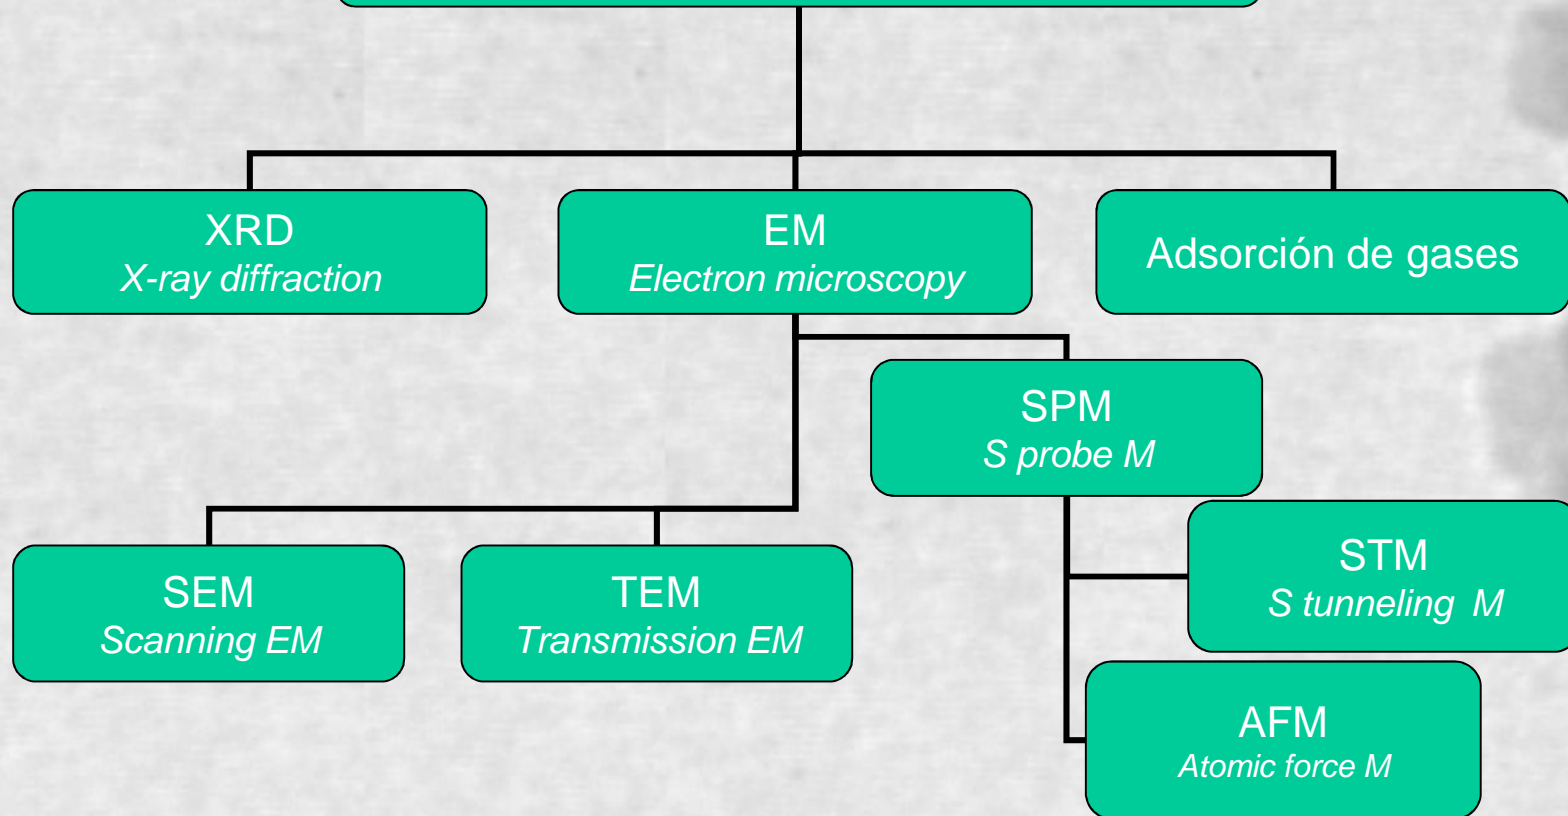 XRD
X-ray diffraction
EM
Electron microscopy
Adsorción de gases
SPM
S probe M
SEM
Scanning EM
TEM
Transmission EM
STM
S tunneling M
AFM
Atomic force M